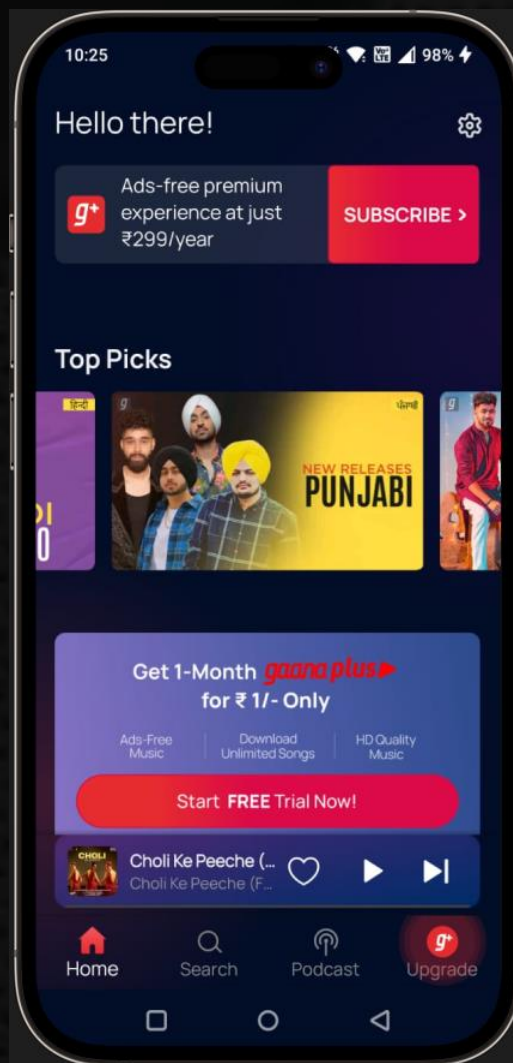 10:25
Vo+
LTE
98%
Hello there!
g+
Ads-free premium
experience at just
₹299/year
SUBSCRIBE >
Top Picks
हिन्दी
g
ਪੰਜਾਬੀ
NEW RELEASES
PUNJABI
g
Get 1-Month gaana plus
for ₹ 1/- Only
Ads-Free
Music
Download
Unlimited Songs
HD Quality
Music
Start FREE Trial Now!
CHOLI
Choli Ke Peeche (...
Choli Ke Peeche (F...
Home
Search
Podcast
g+
Upgrade